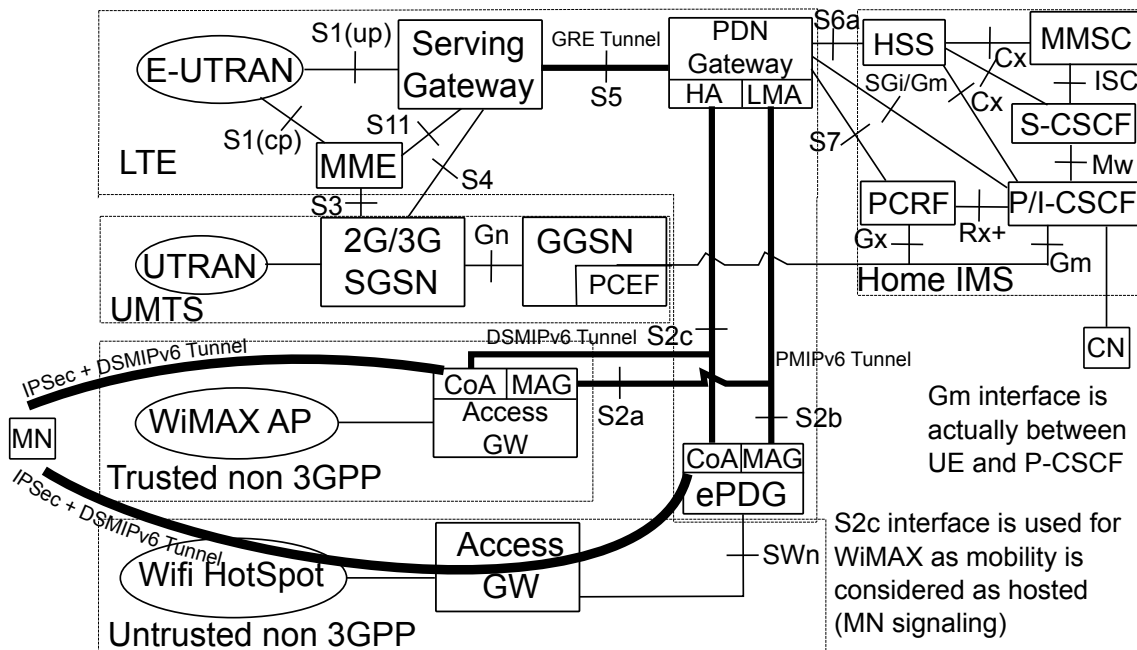 S1(up)
E-UTRAN
Serving
Gateway
GRE Tunnel
S5
PDN
Gateway
HA
LMA
S6a
HSS
Cx
MMSC
SGi/Gm
Cx
ISC
S-CSCF
S11
S1(cp)
LTE
MME
S4
S7
Mw
S3
PCRF
Rx+
P/I-CSCF
Gx
Gm
Home IMS
UTRAN
2G/3G
SGSN
Gn
GGSN
PCEF
UMTS
CN
DSMIPv6 Tunnel
S2c
PMIPv6 Tunnel
IPSec + DSMIPv6 Tunnel
CoA
MAG
Access
GW
S2a
S2b
WiMAX AP
MN
Trusted non 3GPP
Gm interface is
actually between
UE and P-CSCF
CoA
MAG
ePDG
IPSec + DSMIPv6 Tunnel
Access
GW
SWn
Wifi HotSpot
Untrusted non 3GPP
S2c interface is used for
WiMAX as mobility is
considered as hosted
(MN signaling)